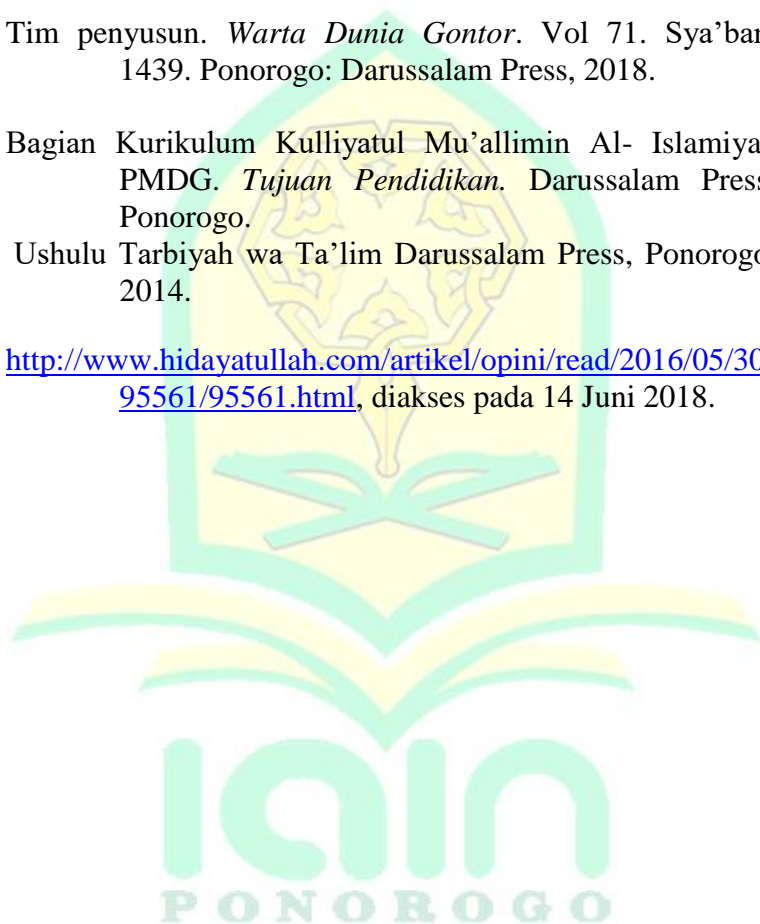 Tim penyusun. Warta Dunia Gontor. Vol 71. Sya’ban
1439. Ponorogo: Darussalam Press, 2018.
Bagian Kurikulum Kulliyatul Mu’allimin Al- Islamiya
PMDG. Tujuan Pendidikan. Darussalam Press
Ponorogo.
Ushulu Tarbiyah wa Ta’lim Darussalam Press, Ponorogo
2014.
http://www.hidayatullah.com/artikel/opini/read/2016/05/30
95561/95561.html, diakses pada 14 Juni 2018.
iain
PONOROGO